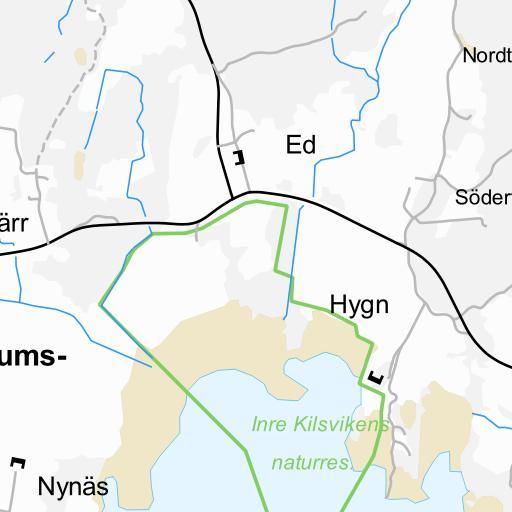 Nordt
Ed
Söder
ärr
Hygn
ums-
Inre Kilsvikens
naturres.
Nynäs